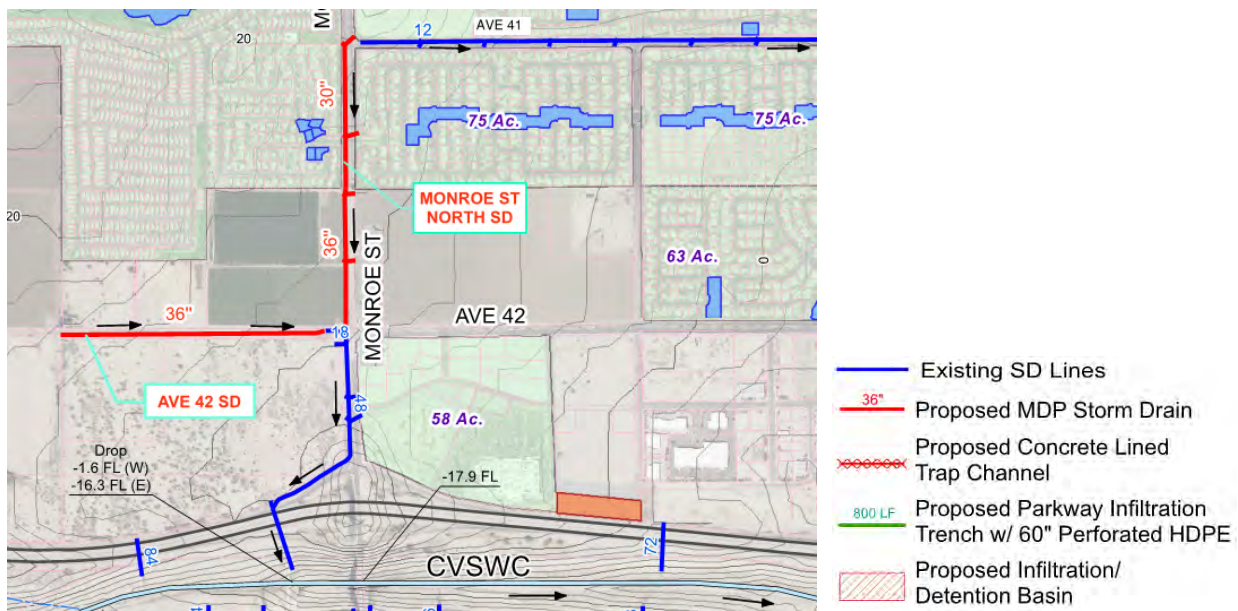 MO
AVE 41
12
20
30"
75 Ac.
75 Ac.
MONROE ST
NORTH SD
20
36"
MONROE ST
63 Ac.
0
36"
18
AVE 42
AVE 42 SD
48
58 Ac.
Drop
-1.6 FL (W)
-16.3 FL (E)
-17.9 FL
84
72
CVSWC
Existing SD Lines
36"
Proposed MDP Storm Drain
Proposed Concrete Lined
Trap Channel
800 LF
Proposed Parkway Infiltration
Trench w/ 60" Perforated HDPE
Proposed Infiltration/
Detention Basin